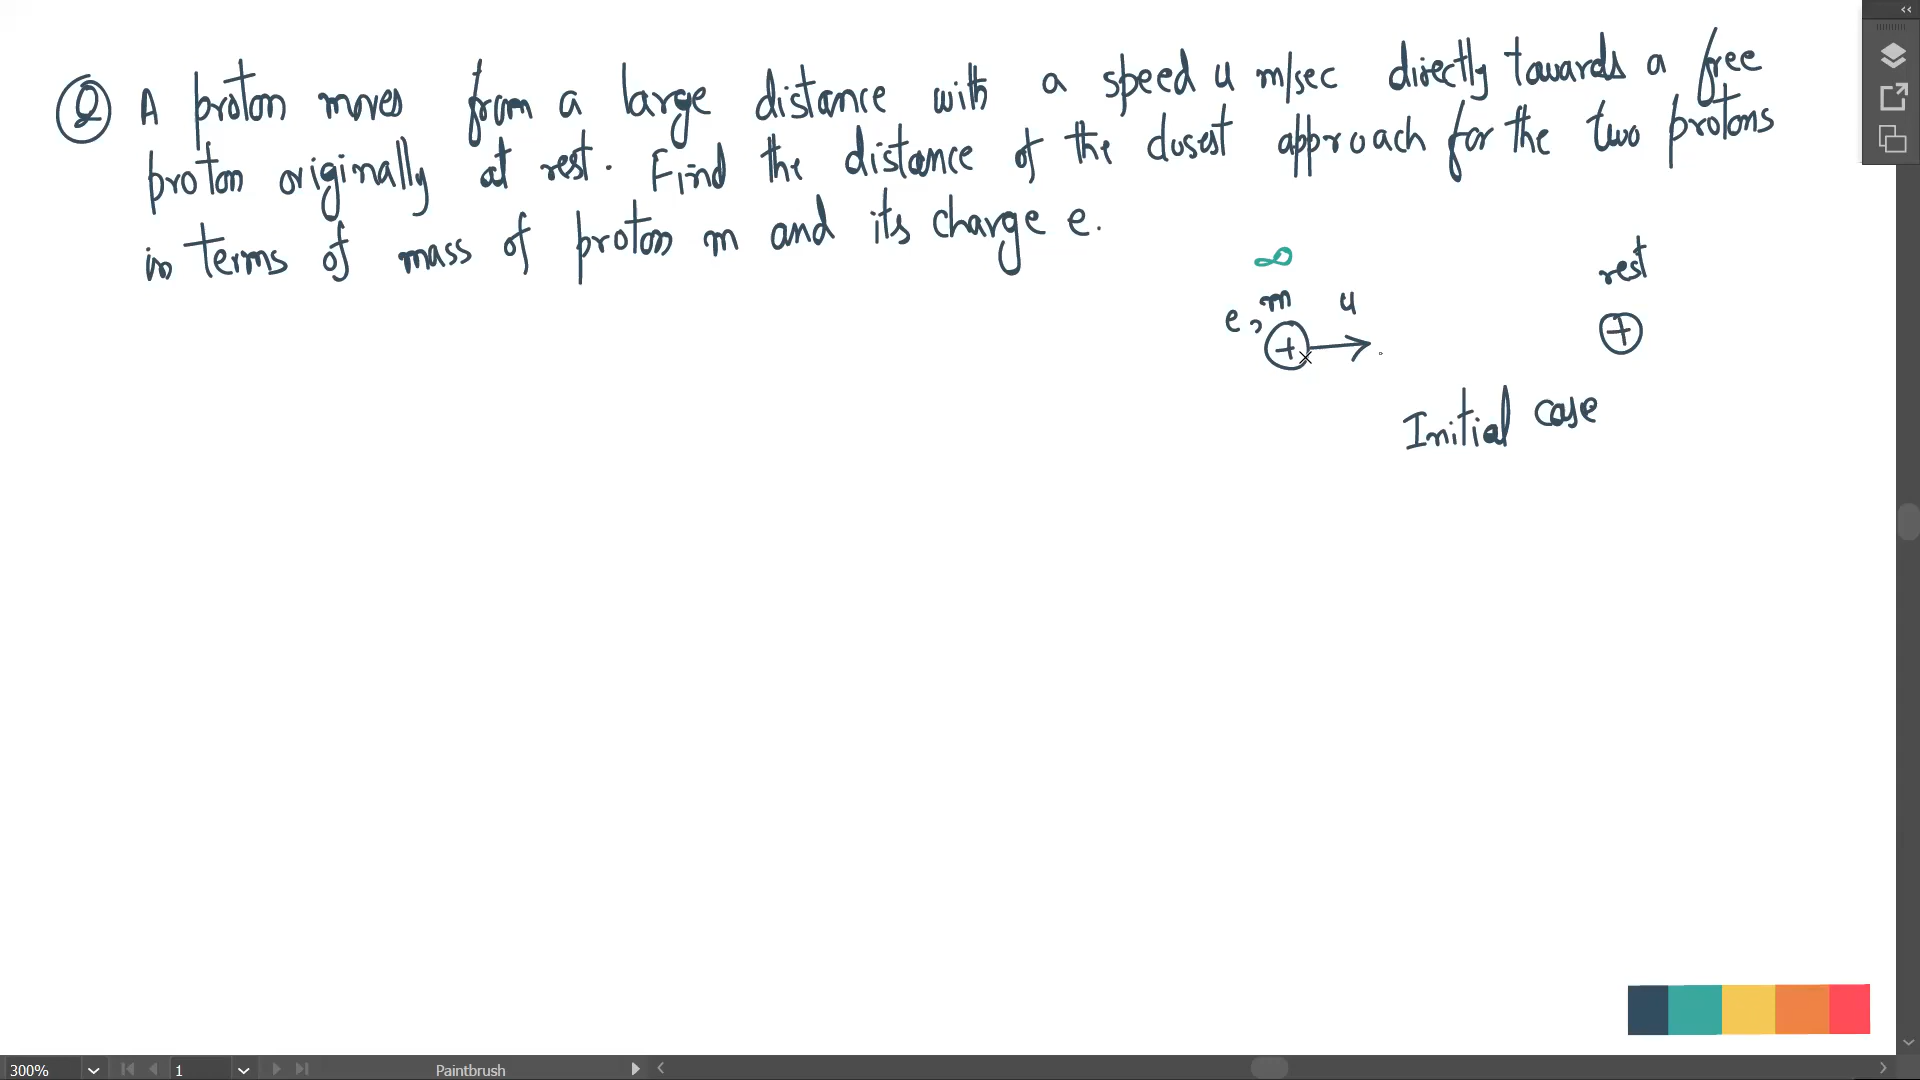 Q A proton moves from a large distance with a speed u m/sec directly towards a free
proton originally at rest. Find the distance of the closest approach for the two protons
in terms of mass of proton m and its charge e.
∞
rest
e, m u
+ +
Initial case
300%
1
Paintbrush